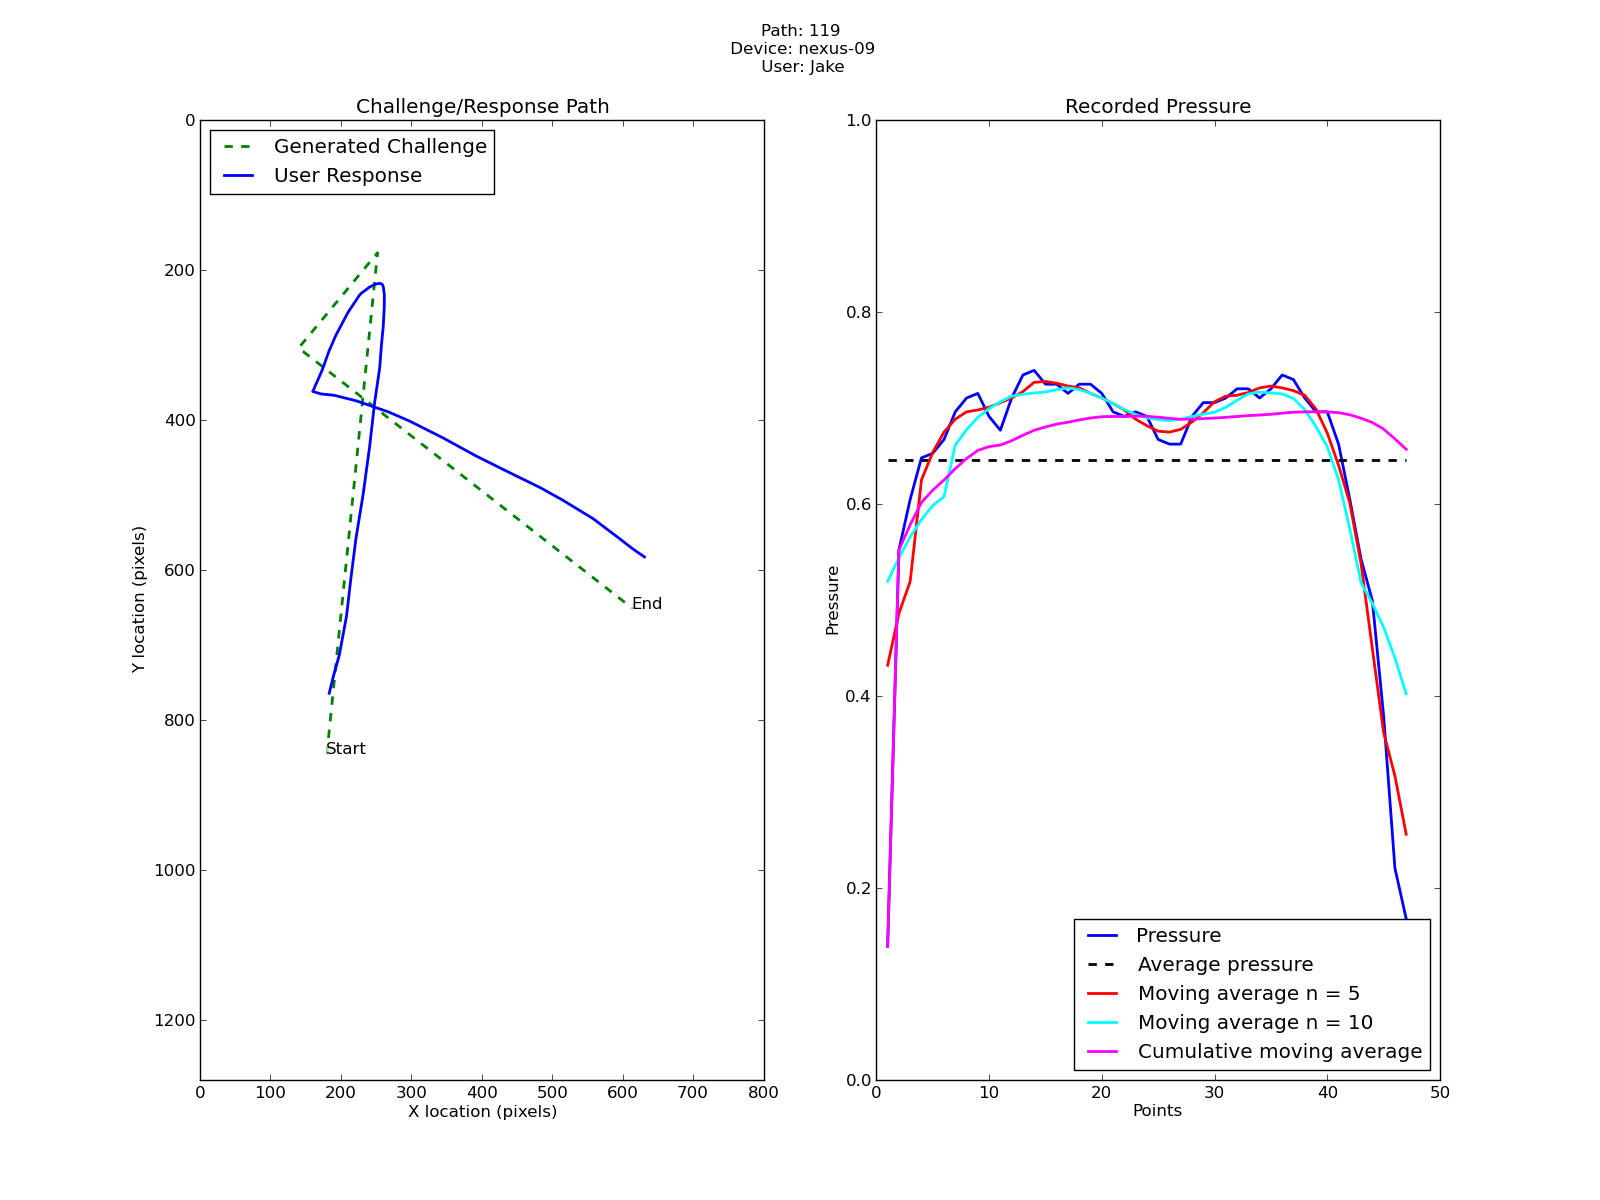 Path: 119
Device: nexus-09
User: Jake
Challenge/Response Path
Generated Challenge
User Response
0
200
400
600
800
1000
1200
Y location (pixels)
Start
End
0 100 200 300 400 500 600 700 800
X location (pixels)
Recorded Pressure
1.0
0.8
0.6
0.4
0.2
0.0
Pressure
Pressure
Average pressure
Moving average n = 5
Moving average n = 10
Cumulative moving average
0 10 20 30 40 50
Points